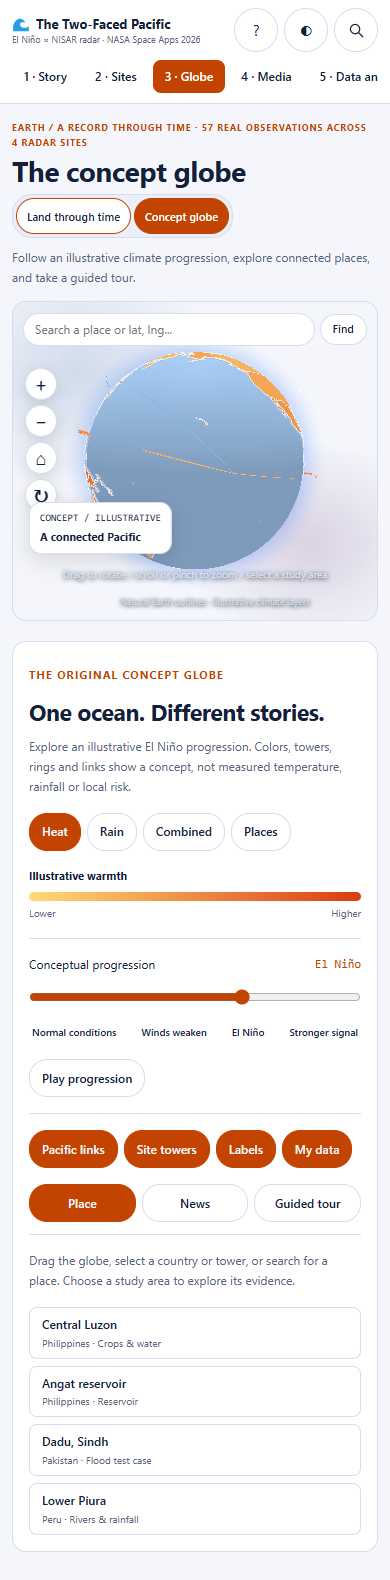 The Two-Faced Pacific
El Niño × NISAR radar · NASA Space Apps 2026
?
1 · Story
2 · Sites
3 · Globe
4 · Media
5 · Data an
EARTH / A RECORD THROUGH TIME · 57 REAL OBSERVATIONS ACROSS
4 RADAR SITES
The concept globe
Land through time
Concept globe
Follow an illustrative climate progression, explore connected places,
and take a guided tour.
Search a place or lat, lng...
Find
+
−
CONCEPT / ILLUSTRATIVE
A connected Pacific
Drag to rotate · scroll or pinch to zoom / select a study area
Natural Earth outlines · illustrative climate layers
THE ORIGINAL CONCEPT GLOBE
One ocean. Different stories.
Explore an illustrative El Niño progression. Colors, towers,
rings and links show a concept, not measured temperature,
rainfall or local risk.
Heat
Rain
Combined
Places
Illustrative warmth
Lower
Higher
Conceptual progression
El Niño
Normal conditions
Winds weaken
El Niño
Stronger signal
Play progression
Pacific links
Site towers
Labels
My data
Place
News
Guided tour
Drag the globe, select a country or tower, or search for a
place. Choose a study area to explore its evidence.
Central Luzon
Philippines · Crops & water
Angat reservoir
Philippines · Reservoir
Dadu, Sindh
Pakistan · Flood test case
Lower Piura
Peru · Rivers & rainfall